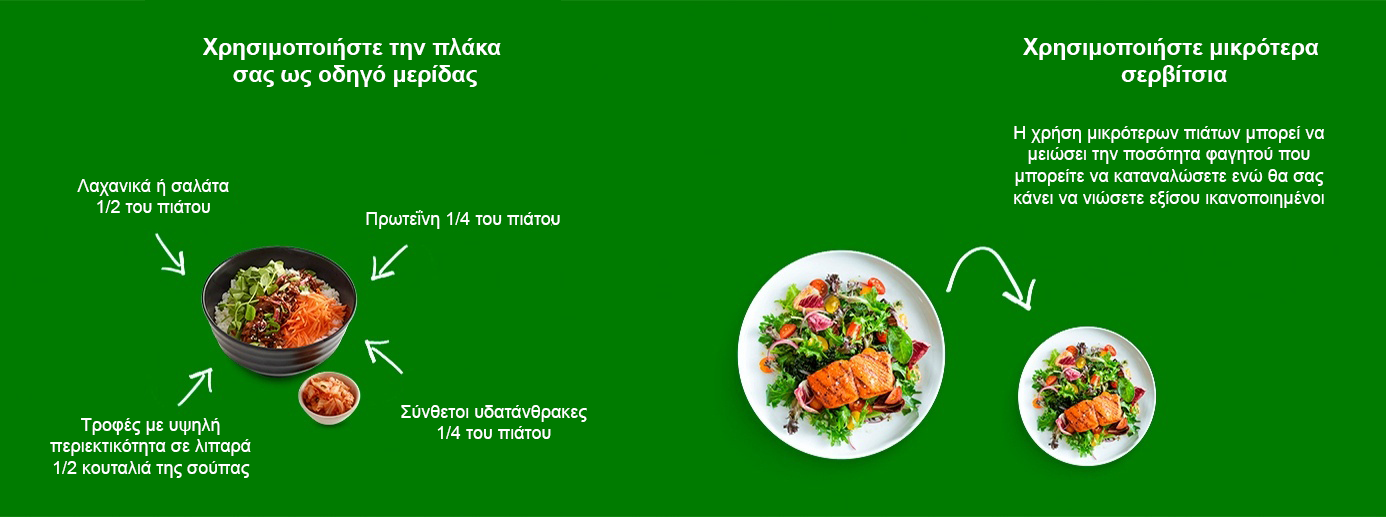 Χρησιμοποιήστε την πλάκα
σας ως οδηγό μερίδας
Λαχανικά ή σαλάτα
1/2 του πιάτου
Πρωτεΐνη 1/4 του πιάτου
Τροφές με υψηλή
περιεκτικότητα σε λιπαρά
1/2 κουταλιά της σούπας
Σύνθετοι υδατάνθρακες
1/4 του πιάτου
Χρησιμοποιήστε μικρότερα
σερβίτσια
Η χρήση μικρότερων πιάτων μπορεί να
μειώσει την ποσότητα φαγητού που
μπορείτε να καταναλώσετε ενώ θα σας
κάνει να νιώσετε εξίσου ικανοποιημένοι